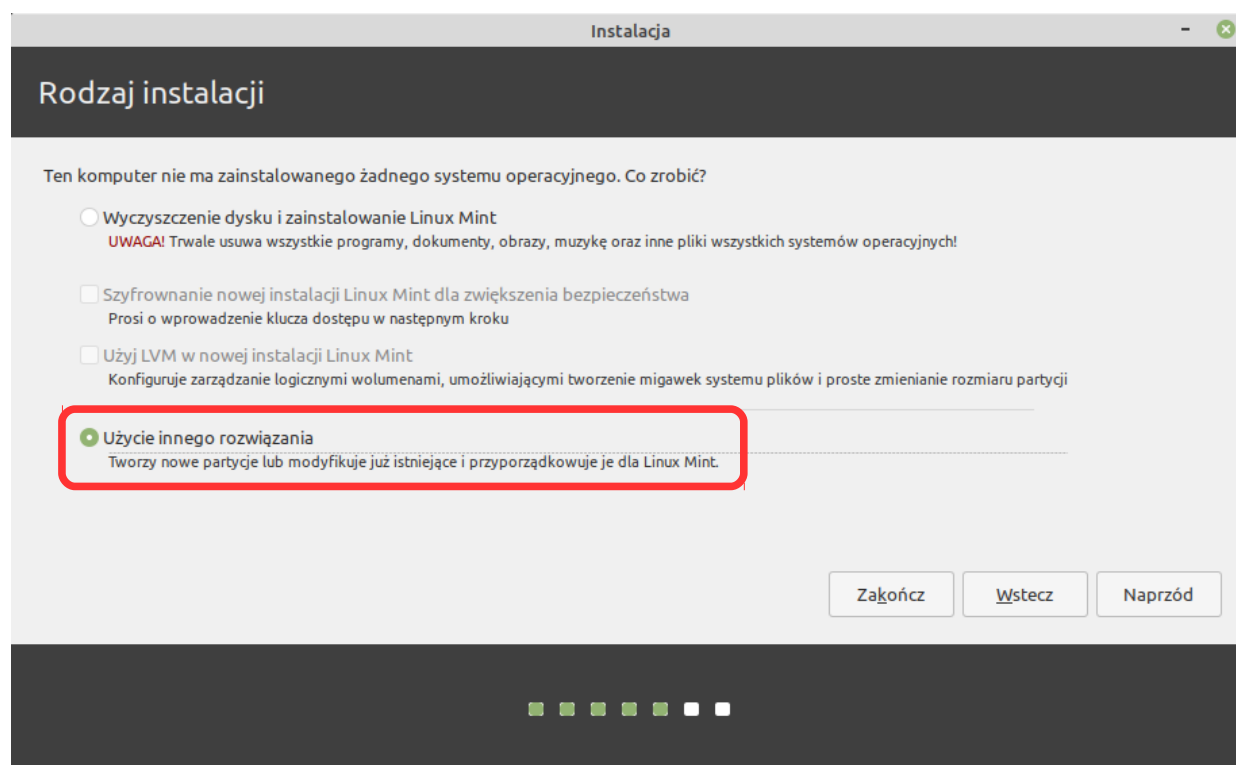 Instalacja
Rodzaj instalacji
Ten komputer nie ma zainstalowanego żadnego systemu operacyjnego. Co zrobić?
Wyczyszczenie dysku i zainstalowanie Linux Mint
UWAGA! Trwale usuwa wszystkie programy, dokumenty, obrazy, muzykę oraz inne pliki wszystkich systemów operacyjnych!
Szyfrownanie nowej instalacji Linux Mint dla zwiększenia bezpieczeństwa
Prosi o wprowadzenie klucza dostępu w następnym kroku
Użyj LVM w nowej instalacji Linux Mint
Konfiguruje zarządzanie logicznymi wolumenami, umożliwiającymi tworzenie migawek systemu plików i proste zmienianie rozmiaru partycji
Użycie innego rozwiązania
Tworzy nowe partycje lub modyfikuje już istniejące i przyporządkowuje je dla Linux Mint.
Zakończ
Wstecz
Naprzód